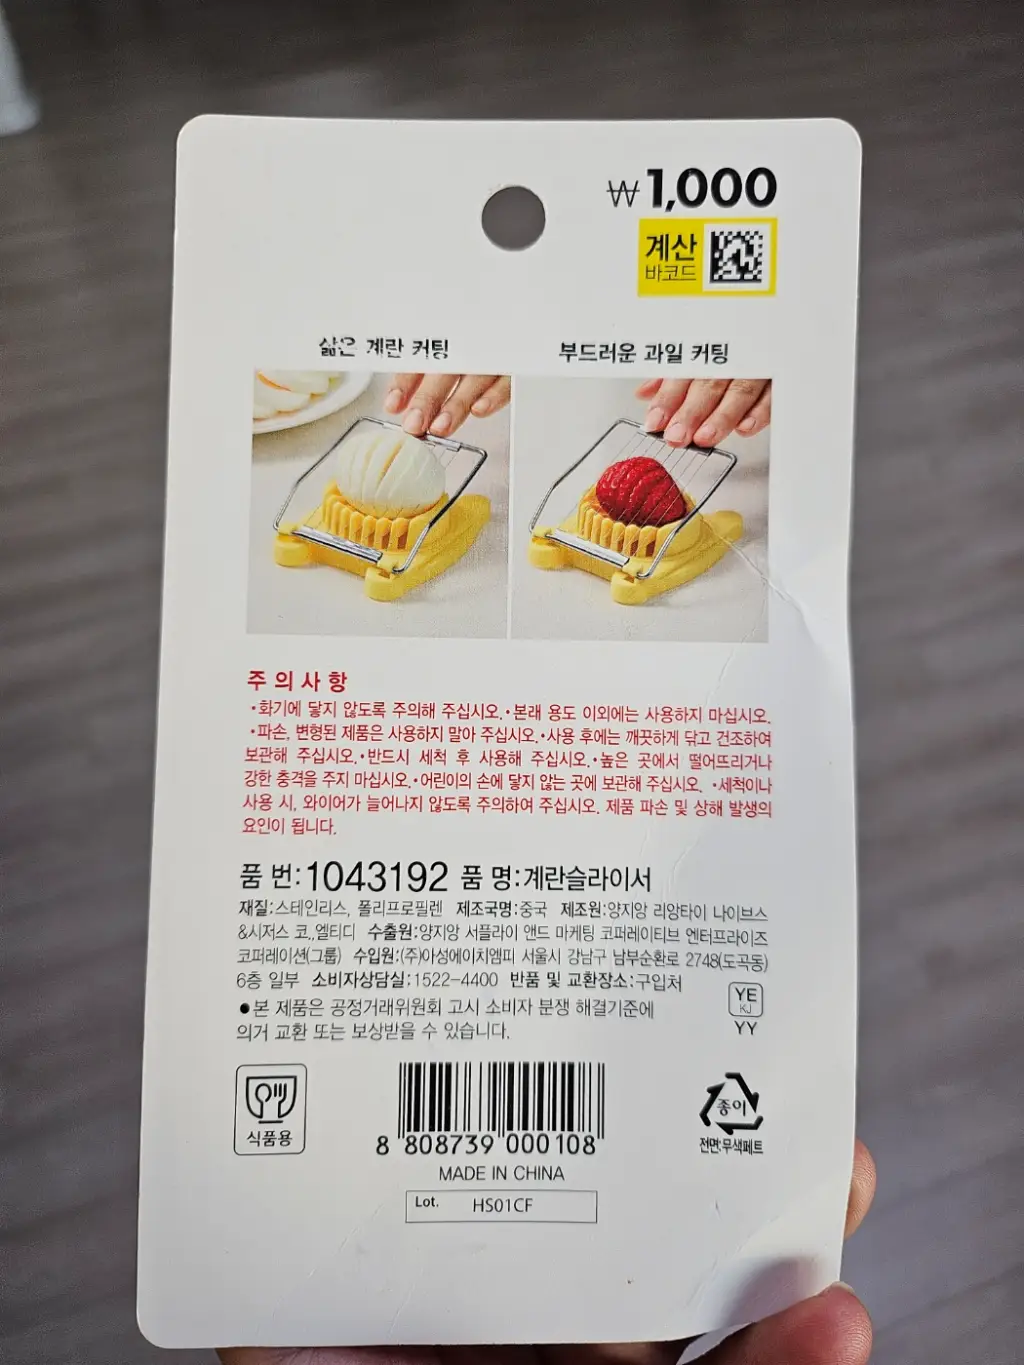 ₩1,000
계산
바코드
삶은 계란 커팅
부드러운 과일 커팅
주의사항
•화기에 닿지 않도록 주의해 주십시오.•본래 용도 이외에는 사용하지 마십시오.
•파손, 변형된 제품은 사용하지 말아 주십시오.•사용 후에는 깨끗하게 닦고 건조하여
보관해 주십시오.•반드시 세척 후 사용해 주십시오.•높은 곳에서 떨어뜨리거나
강한 충격을 주지 마십시오.•어린이의 손에 닿지 않는 곳에 보관해 주십시오. •세척이나
사용 시, 와이어가 늘어나지 않도록 주의하여 주십시오. 제품 파손 및 상해 발생의
요인이 됩니다.
품 번:1043192 품 명:계란슬라이서
재질:스테인리스, 폴리프로필렌 제조국명:중국 제조원:양지앙 리앙타이 나이브스
&시저스 코.,엘티디 수출원:양지앙 서플라이 앤드 마케팅 코퍼레이티브 엔터프라이즈
코퍼레이션(그룹) 수입원:(주)아성에이치엠피 서울시 강남구 남부순환로 2748(도곡동)
6층 일부 소비자상담실:1522-4400 반품 및 교환장소:구입처
●본 제품은 공정거래위원회 고시 소비자 분쟁 해결기준에
의거 교환 또는 보상받을 수 있습니다.
YE
KJ
YY
식품용
8 808739 000108
MADE IN CHINA
Lot. HS01CF
종이
전면:무색페트